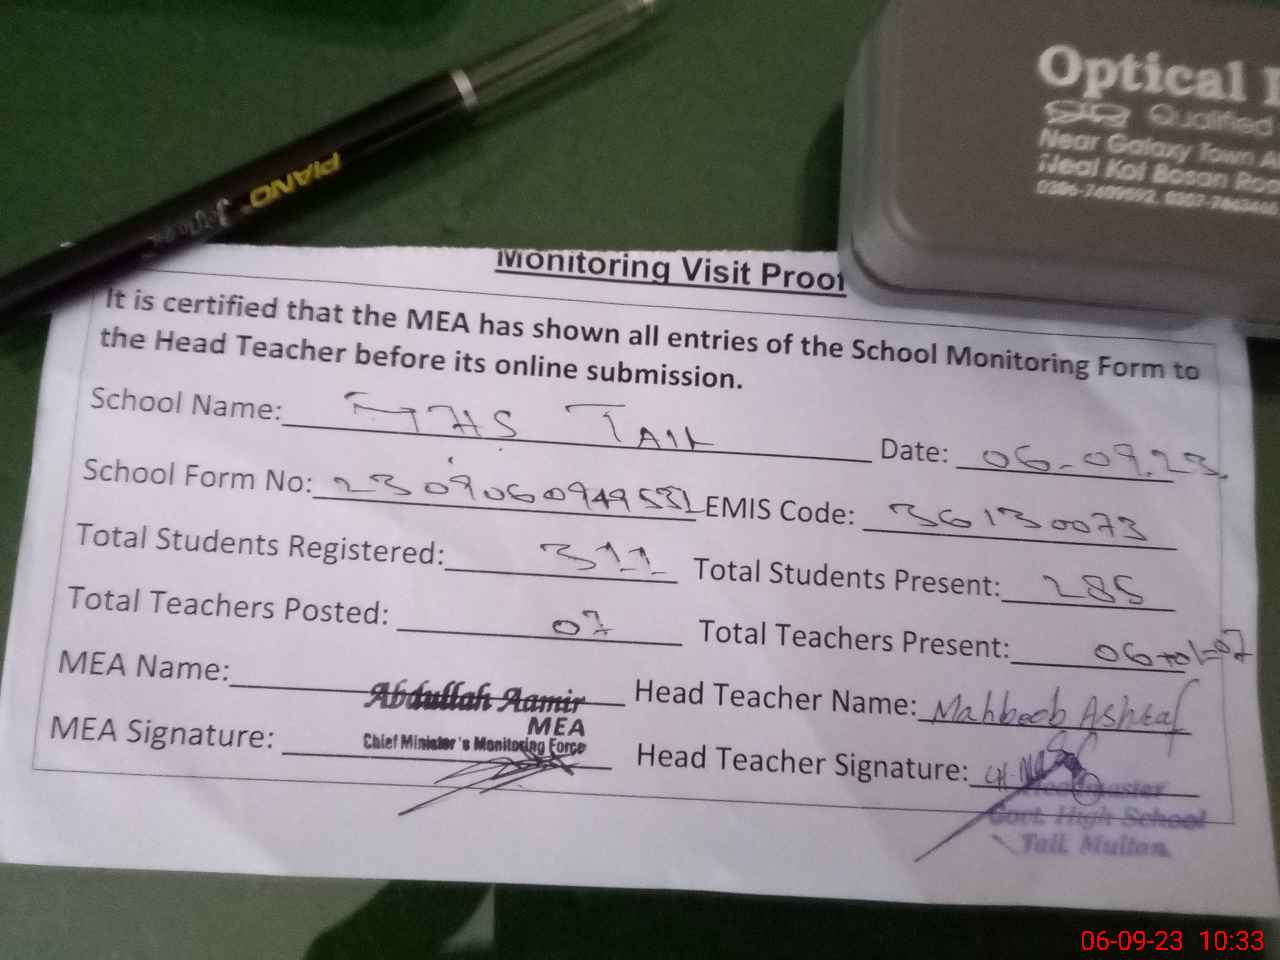 Optical
Qualified
Near Galaxy Town
Neal Kot Bosan
PIANO
Monitoring Visit Proof
It is certified that the MEA has shown all entries of the School Monitoring Form to
the Head Teacher before its online submission.
School Name: GHS TAIL Date: 06-09.23
School Form No: 230906094953 EMIS Code: 36130073
Total Students Registered: 311 Total Students Present: 285
Total Teachers Posted: 07 Total Teachers Present: 06+01=07
MEA Name: Abdullah Aamir Head Teacher Name: Mahboob Ashraf
MEA
MEA Signature: Chief Minister's Monitoring Force Head Teacher Signature:
Headmaster
Govt. High School
Tail. Multan.
06-09-23 10:33